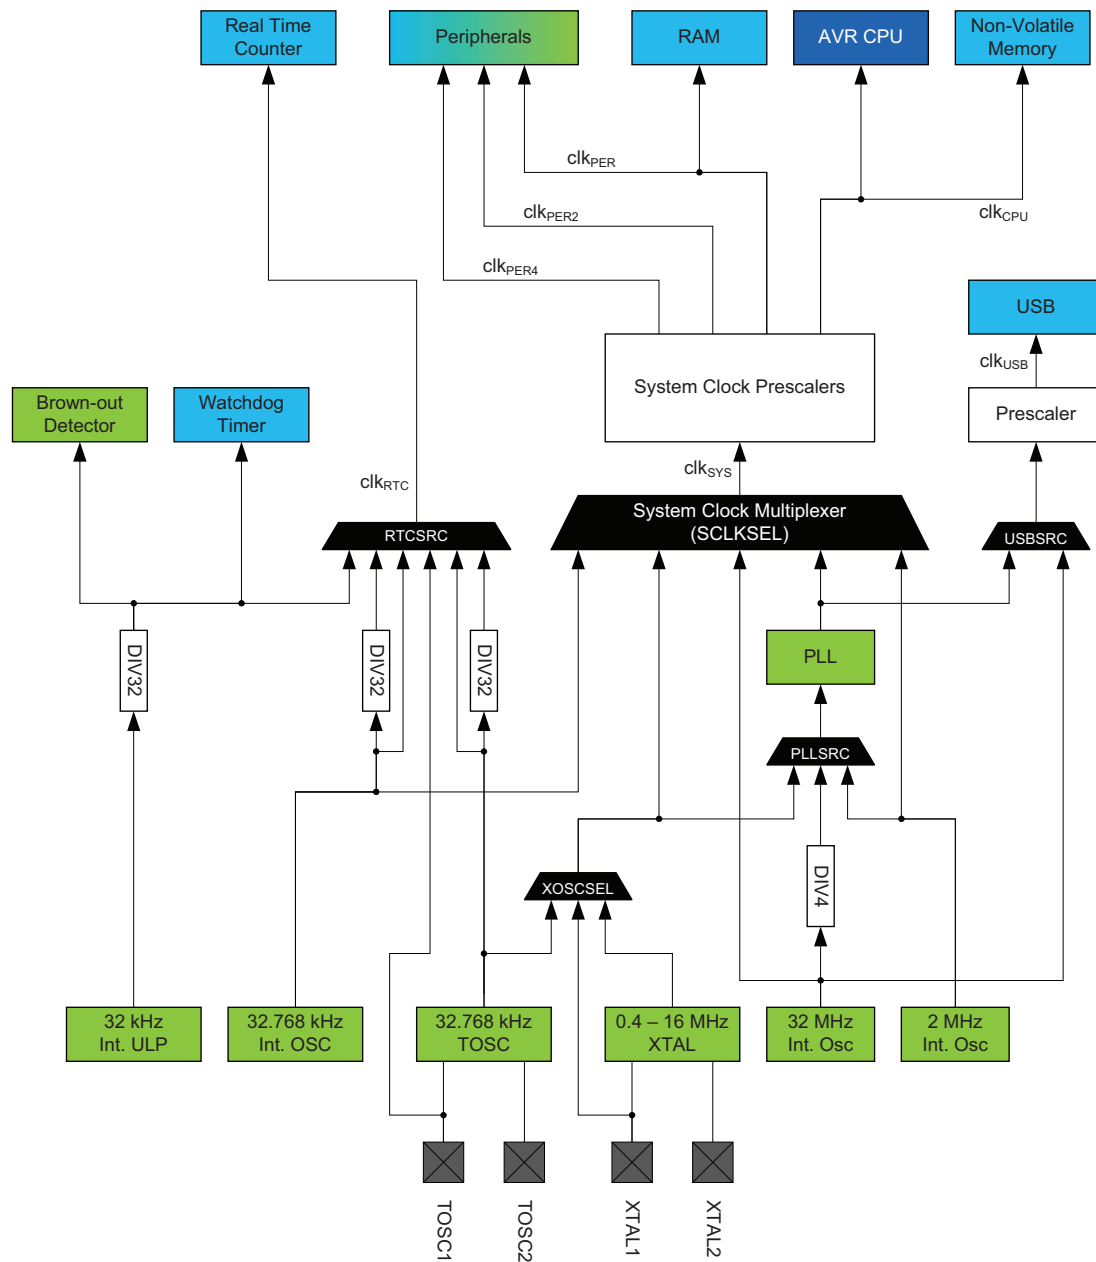 Real Time
Counter
Peripherals
RAM
AVR CPU
Non-Volatile
Memory
clkPER
clkPER2
clkCPU
clkPER4
USB
System Clock Prescalers
clkUSB
Prescaler
Brown-out
Detector
Watchdog
Timer
clkRTC
clkSYS
System Clock Multiplexer
(SCLKSEL)
RTCSRC
USBSRC
DIV32
DIV32
DIV32
PLL
PLLSRC
DIV4
XOSCSEL
32 kHz
Int. ULP
32.768 kHz
Int. OSC
32.768 kHz
TOSC
0.4 – 16 MHz
XTAL
32 MHz
Int. Osc
2 MHz
Int. Osc
TOSC1
TOSC2
XTAL1
XTAL2